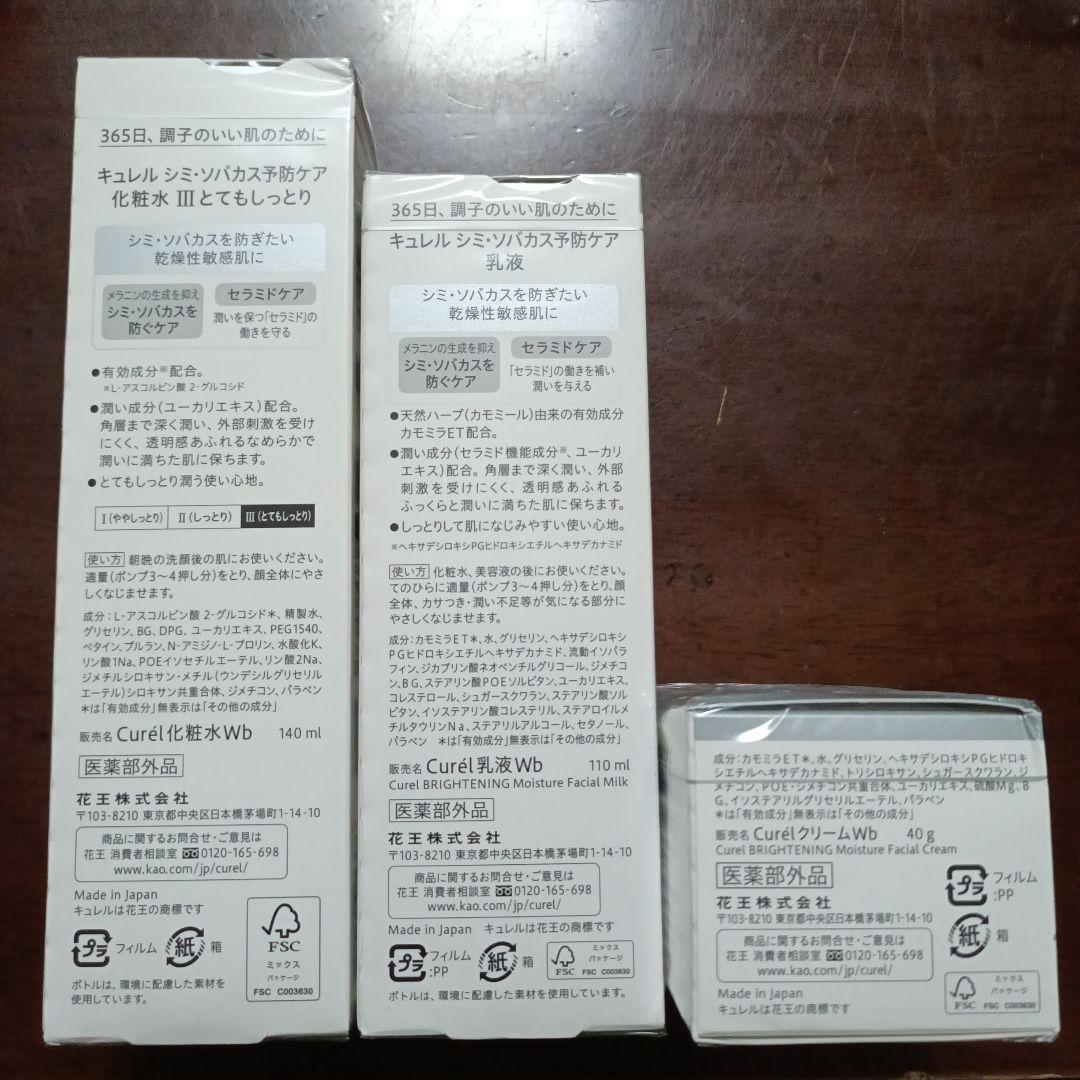 365日、調子のいい肌のために
キュレル シミ・ソバカス予防ケア
化粧水 Ⅲ とてもしっとり
シミ・ソバカスを防ぎたい
乾燥性敏感肌に
メラニンの生成を抑え
シミ・ソバカスを
防ぐケア
セラミドケア
潤いを保つ「セラミド」の
働きを守る
●有効成分※配合。
※L-アスコルビン酸 2-グルコシド
●潤い成分(ユーカリエキス)配合。
角層まで深く潤い、外部刺激を受け
にくく、透明感あふれるなめらかで
潤いに満ちた肌に保ちます。
●とてもしっとり潤う使い心地。
Ⅰ(ややしっとり) Ⅱ(しっとり) Ⅲ(とてもしっとり)
使い方 朝晩の洗顔後の肌にお使いください。
適量(ポンプ3〜4押し分)をとり、顔全体にやさ
しくなじませます。
成分:L-アスコルビン酸 2-グルコシド*、精製水、
グリセリン、BG、DPG、ユーカリエキス、PEG1540、
ベタイン、プルラン、N-アミジノ-L-プロリン、水酸化K、
リン酸1Na、POEイソセチルエーテル、リン酸2Na、
ジメチルシロキサン・メチル(ウンデシルグリセリル
エーテル)シロキサン共重合体、ジメチコン、パラベン
*は「有効成分」無表示は「その他の成分」
販売名 Curél化粧水Wb 140 ml
医薬部外品
花王株式会社
〒103-8210 東京都中央区日本橋茅場町1-14-10
商品に関するお問合せ・ご意見は
花王 消費者相談室 0120-165-698
www.kao.com/jp/curel/
Made in Japan
キュレルは花王の商標です
プラ フィルム 紙 箱
FSC
ミックス
パッケージ
FSC C003630
ボトルは、環境に配慮した素材を
使用しています。
365日、調子のいい肌のために
キュレル シミ・ソバカス予防ケア
乳液
シミ・ソバカスを防ぎたい
乾燥性敏感肌に
メラニンの生成を抑え
シミ・ソバカスを
防ぐケア
セラミドケア
「セラミド」の働きを補い
潤いを与える
●天然ハーブ(カモミール)由来の有効成分
カモミラET配合。
●潤い成分(セラミド機能成分※、ユーカリ
エキス)配合。角層まで深く潤い、外部
刺激を受けにくく、透明感あふれる
ふっくらと潤いに満ちた肌に保ちます。
●しっとりして肌になじみやすい使い心地。
※ヘキサデシロキシPGヒドロキシエチルヘキサデカナミド
使い方 化粧水、美容液の後にお使いください。
てのひらに適量(ポンプ3〜4押し分)をとり、顔
全体、カサつき・潤い不足等が気になる部分に
やさしくなじませます。
成分:カモミラET*、水、グリセリン、ヘキサデシロキシ
PGヒドロキシエチルヘキサデカナミド、流動イソパラ
フィン、ジカプリン酸ネオペンチルグリコール、ジメチコ
ン、BG、ステアリン酸POEソルビタン、ユーカリエキス、
コレステロール、シュガースクワラン、ステアリン酸ソル
ビタン、イソステアリン酸コレステリル、ステアロイルメ
チルタウリンNa、ステアリルアルコール、セタノール、
パラベン *は「有効成分」無表示は「その他の成分」
販売名 Curél乳液Wb 110 ml
Curel BRIGHTENING Moisture Facial Milk
医薬部外品
花王株式会社
〒103-8210 東京都中央区日本橋茅場町1-14-10
商品に関するお問合せ・ご意見は
花王 消費者相談室 0120-165-698
www.kao.com/jp/curel/
Made in Japan キュレルは花王の商標です
プラ フィルム:PP 紙 箱
FSC
ミックス
パッケージ
FSC C003630
ボトルは、環境に配慮した素材を使用しています。
成分:カモミラET*、水、グリセリン、ヘキサデシロキシPGヒドロキ
シエチルヘキサデカナミド、トリシロキサン、シュガースクワラン、ジ
メチコン、POE・ジメチコン共重合体、ユーカリエキス、硫酸Mg、B
G、イソステアリルグリセリルエーテル、パラベン
*は「有効成分」無表示は「その他の成分」
販売名 CurélクリームWb 40 g
Curel BRIGHTENING Moisture Facial Cream
医薬部外品
花王株式会社
〒103-8210 東京都中央区日本橋茅場町1-14-10
商品に関するお問合せ・ご意見は
花王 消費者相談室 0120-165-698
www.kao.com/jp/curel/
Made in Japan
キュレルは花王の商標です
プラ フィルム
:PP
紙 箱
FSC
ミックス
パッケージ
FSC C003630